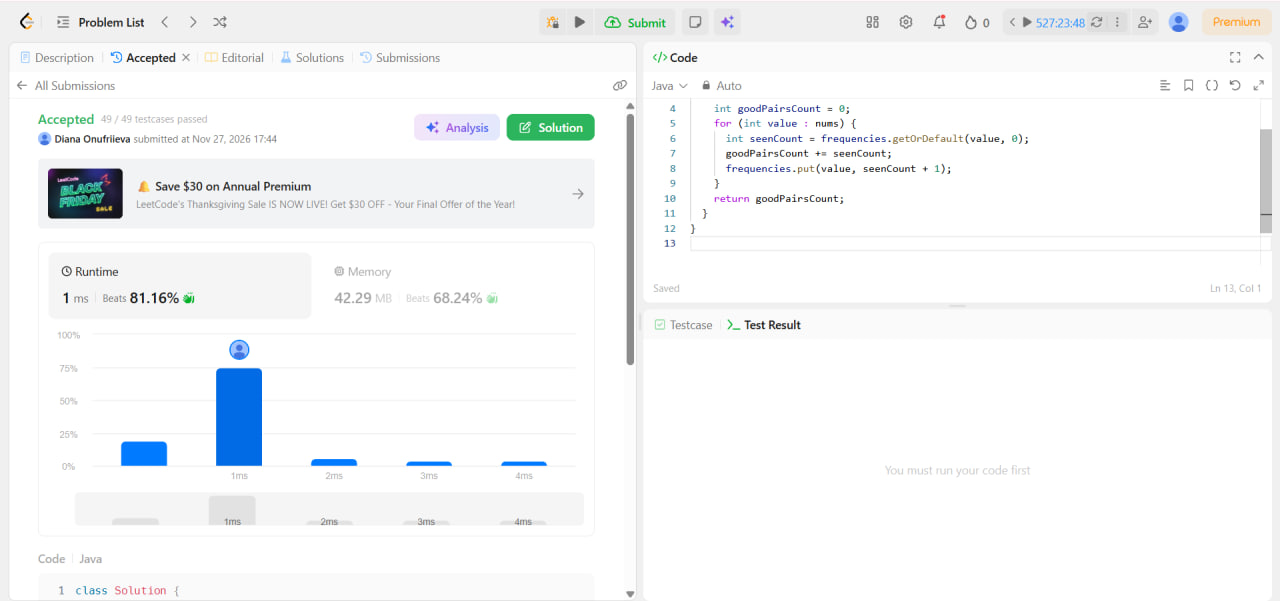 Problem List
Submit
0
527:23:48
Premium
Description
Accepted
Editorial
Solutions
Submissions
All Submissions
Accepted 49 / 49 testcases passed
Diana Onufriieva submitted at Nov 27, 2026 17:44
Analysis
Solution
LeetCode
BLACK
FRIDAY
SALE
Save $30 on Annual Premium
LeetCode's Thanksgiving Sale IS NOW LIVE! Get $30 OFF - Your Final Offer of the Year!
Runtime
1 ms Beats 81.16%
Memory
42.29 MB Beats 68.24%
100%
75%
50%
25%
0%
1ms 2ms 3ms 4ms
1ms 2ms 3ms 4ms
Code Java
1 class Solution {
</> Code
Java Auto
4 int goodPairsCount = 0;
5 for (int value : nums) {
6 int seenCount = frequencies.getOrDefault(value, 0);
7 goodPairsCount += seenCount;
8 frequencies.put(value, seenCount + 1);
9 }
10 return goodPairsCount;
11 }
12 }
13
Saved
Ln 13, Col 1
Testcase
Test Result
You must run your code first